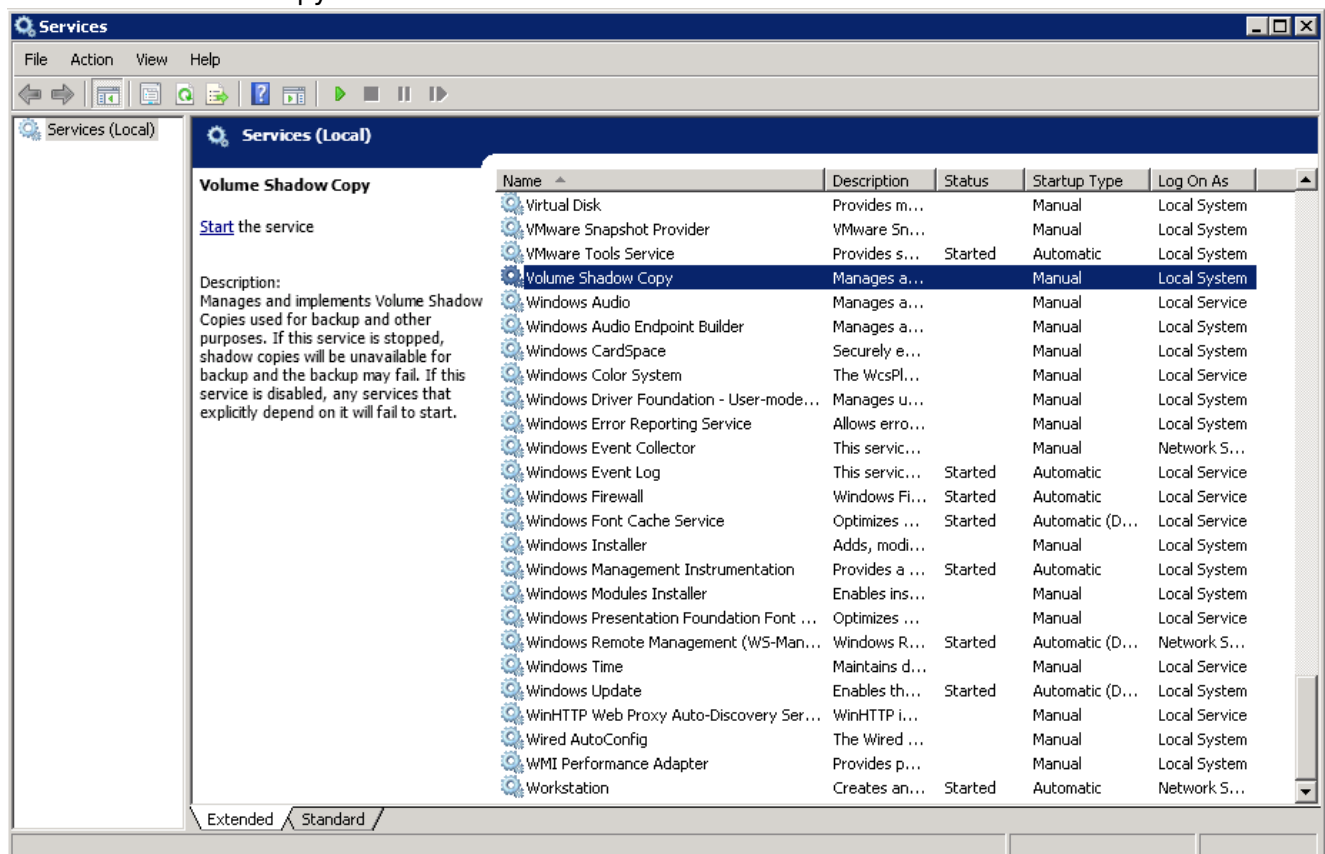 Services
File Action View Help
Services (Local)
Services (Local)
Volume Shadow Copy
Start the service
Description:
Manages and implements Volume Shadow
Copies used for backup and other
purposes. If this service is stopped,
shadow copies will be unavailable for
backup and the backup may fail. If this
service is disabled, any services that
explicitly depend on it will fail to start.
Name Description Status Startup Type Log On As
Virtual Disk Provides m... Manual Local System
VMware Snapshot Provider VMware Sn... Manual Local System
VMware Tools Service Provides s... Started Automatic Local System
Volume Shadow Copy Manages a... Manual Local System
Windows Audio Manages a... Manual Local Service
Windows Audio Endpoint Builder Manages a... Manual Local System
Windows CardSpace Securely e... Manual Local System
Windows Color System The WcsPl... Manual Local Service
Windows Driver Foundation - User-mode... Manages u... Manual Local System
Windows Error Reporting Service Allows erro... Manual Local System
Windows Event Collector This servic... Manual Network S...
Windows Event Log This servic... Started Automatic Local Service
Windows Firewall Windows Fi... Started Automatic Local Service
Windows Font Cache Service Optimizes ... Started Automatic (D... Local Service
Windows Installer Adds, modi... Manual Local System
Windows Management Instrumentation Provides a ... Started Automatic Local System
Windows Modules Installer Enables ins... Manual Local System
Windows Presentation Foundation Font ... Optimizes ... Manual Local Service
Windows Remote Management (WS-Man... Windows R... Started Automatic (D... Network S...
Windows Time Maintains d... Manual Local Service
Windows Update Enables th... Started Automatic (D... Local System
WinHTTP Web Proxy Auto-Discovery Ser... WinHTTP i... Manual Local Service
Wired AutoConfig The Wired ... Manual Local System
WMI Performance Adapter Provides p... Manual Local System
Workstation Creates an... Started Automatic Network S...
Extended Standard